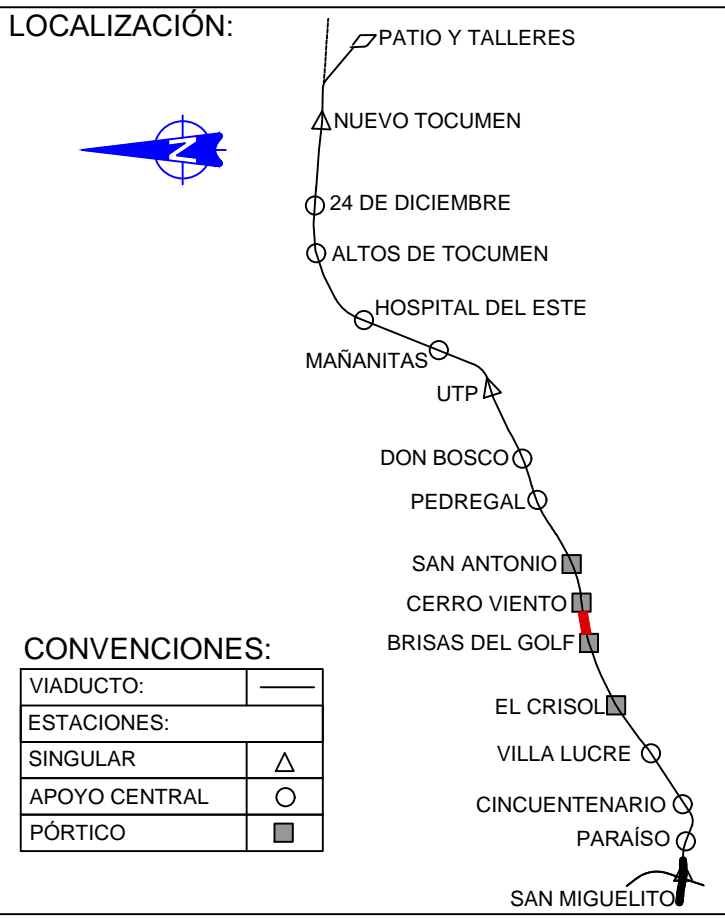 LOCALIZACIÓN:
PATIO Y TALLERES
NUEVO TOCUMEN
N
24 DE DICIEMBRE
ALTOS DE TOCUMEN
HOSPITAL DEL ESTE
MAÑANITAS
UTP
DON BOSCO
PEDREGAL
SAN ANTONIO
CERRO VIENTO
BRISAS DEL GOLF
EL CRISOL
VILLA LUCRE
CINCUENTENARIO
PARAÍSO
SAN MIGUELITO
CONVENCIONES:
VIADUCTO:
ESTACIONES:
SINGULAR
APOYO CENTRAL
PÓRTICO